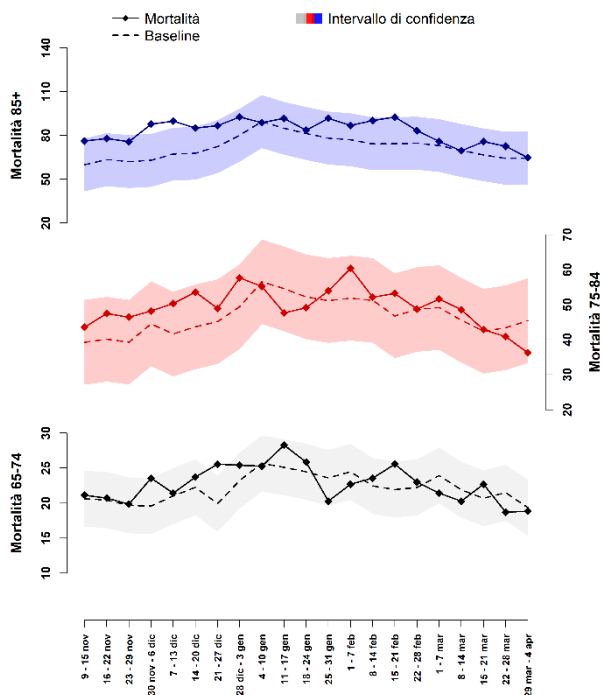 Mortalità
Intervallo di confidenza
Baseline
Mortalità 85+
140
110
80
50
20
Mortalità 75-84
70
60
50
40
30
20
Mortalità 65-74
30
25
20
15
10
9 - 15 nov
16 - 22 nov
23 - 29 nov
30 nov - 6 dic
7 - 13 dic
14 - 20 dic
21 - 27 dic
28 dic - 3 gen
4 - 10 gen
11 - 17 gen
18 - 24 gen
25 - 31 gen
1 - 7 feb
8 - 14 feb
15 - 21 feb
22 - 28 feb
1 - 7 mar
8 - 14 mar
15 - 21 mar
22 - 28 mar
29 mar - 4 apr